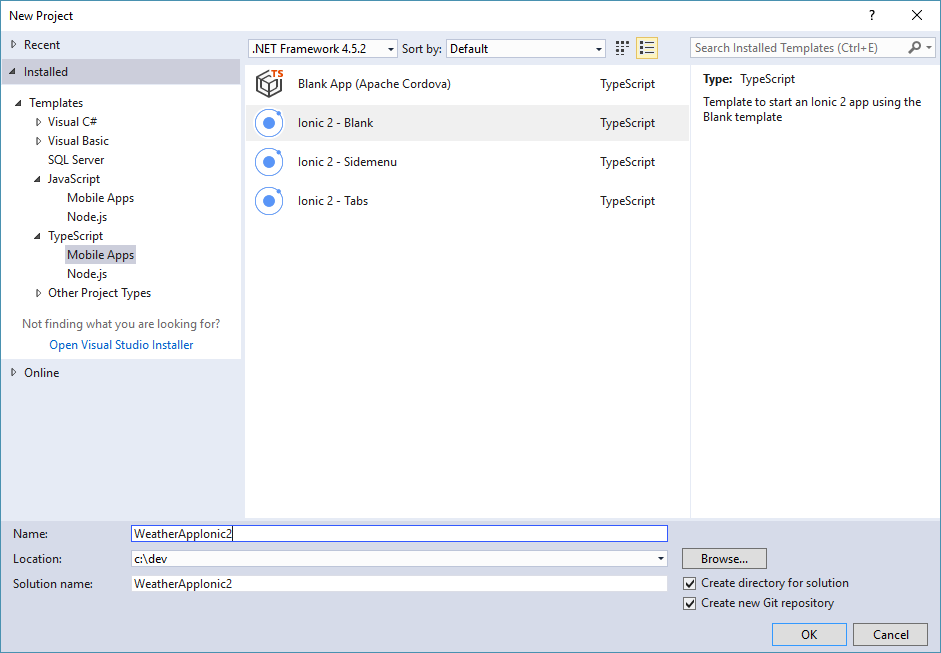 New Project
?
Recent
.NET Framework 4.5.2
Sort by:
Default
Search Installed Templates (Ctrl+E)
Installed
Templates
Visual C#
Visual Basic
SQL Server
JavaScript
Mobile Apps
Node.js
TypeScript
Mobile Apps
Node.js
Other Project Types
Not finding what you are looking for?
Open Visual Studio Installer
Online
TS
Blank App (Apache Cordova) TypeScript
Ionic 2 - Blank TypeScript
Ionic 2 - Sidemenu TypeScript
Ionic 2 - Tabs TypeScript
Type: TypeScript
Template to start an Ionic 2 app using the
Blank template
Name: WeatherAppIonic2
Location: c:\dev
Browse...
Solution name: WeatherAppIonic2
Create directory for solution
Create new Git repository
OK
Cancel